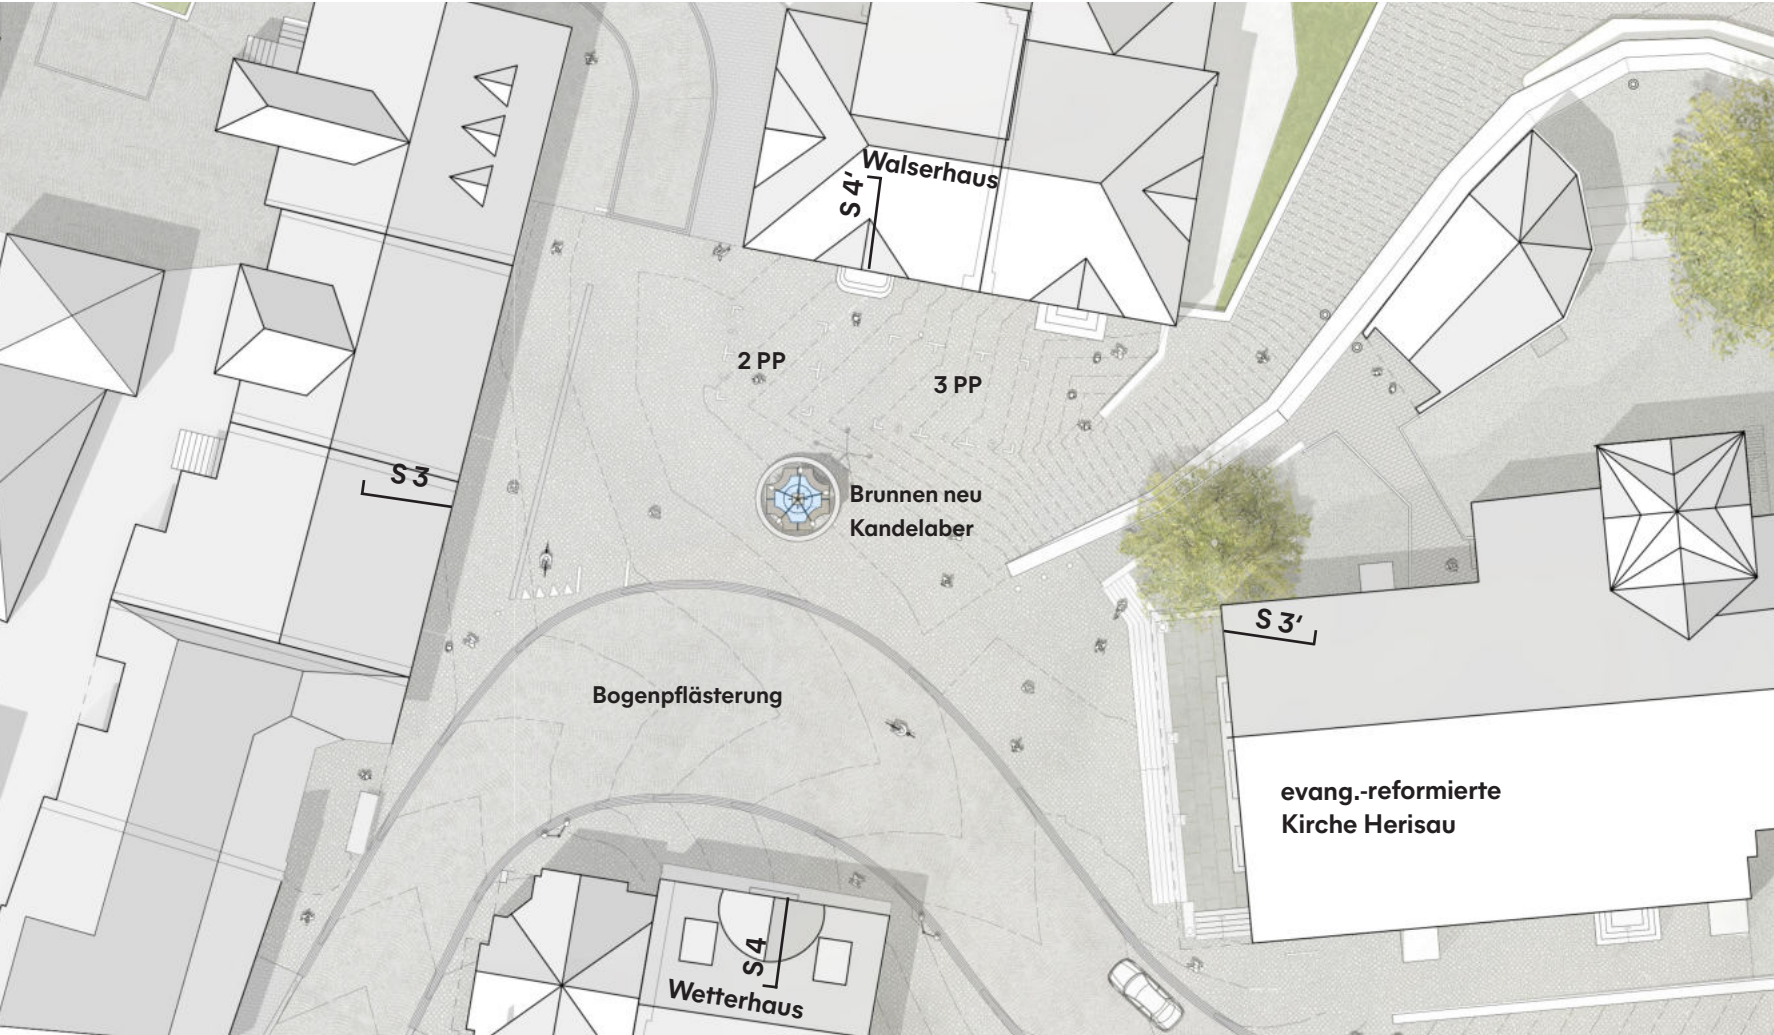 Walserhaus
S 4'
2 PP
3 PP
S 3
Brunnen neu
Kandelaber
S 3'
Bogenpflästerung
evang.-reformierte
Kirche Herisau
S 4
Wetterhaus